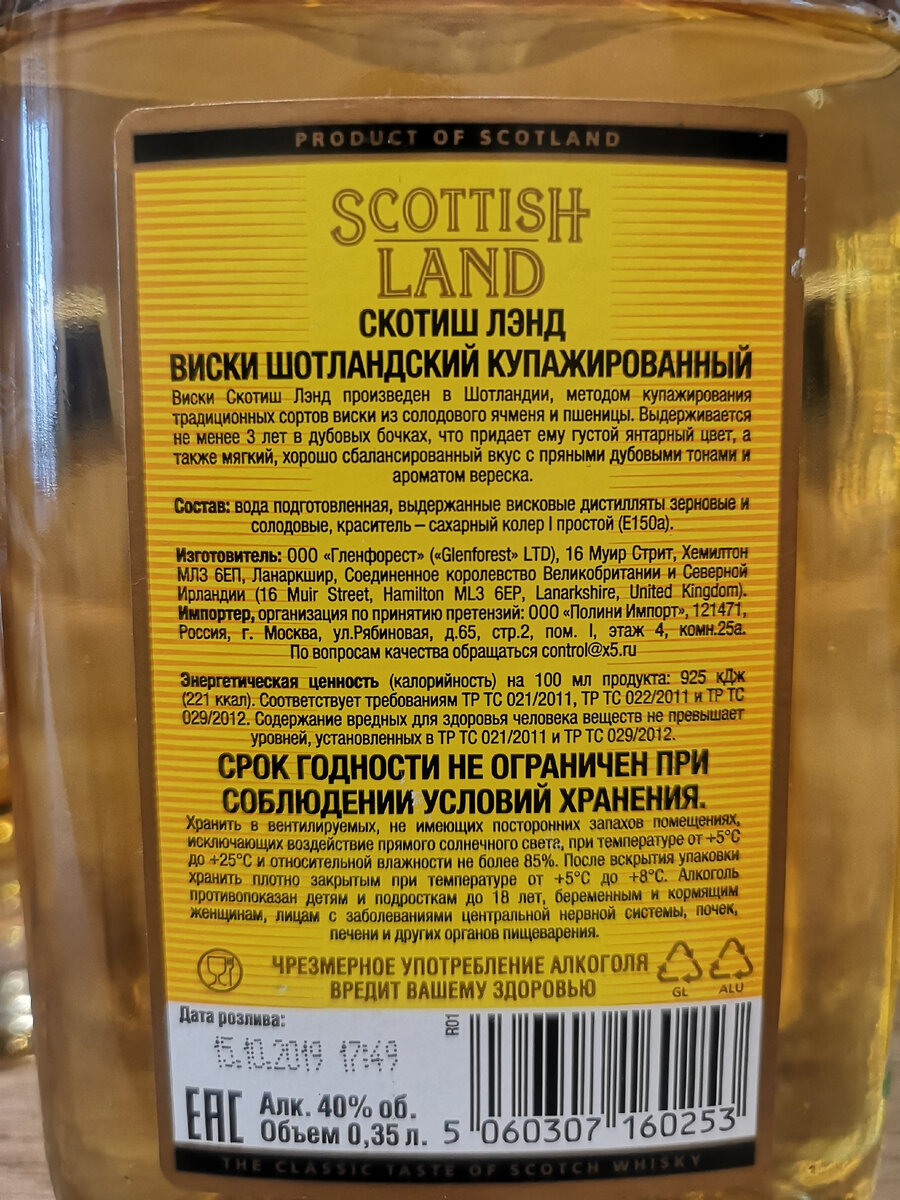 PRODUCT OF SCOTLAND
SCOTTISH
LAND
СКОТИШ ЛЭНД
ВИСКИ ШОТЛАНДСКИЙ КУПАЖИРОВАННЫЙ
Виски Скотиш Лэнд произведен в Шотландии, методом купажирования
традиционных сортов виски из солодового ячменя и пшеницы. Выдерживается
не менее 3 лет в дубовых бочках, что придает ему густой янтарный цвет, а
также мягкий, хорошо сбалансированный вкус с пряными дубовыми тонами и
ароматом вереска.
Состав: вода подготовленная, выдержанные висковые дистилляты зерновые и
солодовые, краситель – сахарный колер I простой (Е150а).
Изготовитель: ООО «Гленфорест» («Glenforest» LTD), 16 Муир Стрит, Хемилтон
МЛ3 6ЕП, Ланаркшир, Соединенное королевство Великобритании и Северной
Ирландии (16 Muir Street, Hamilton ML3 6EP, Lanarkshire, United Kingdom).
Импортер, организация по принятию претензий: ООО «Полини Импорт», 121471,
Россия, г. Москва, ул.Рябиновая, д.65, стр.2, пом. I, этаж 4, комн.25а.
По вопросам качества обращаться control@x5.ru
Энергетическая ценность (калорийность) на 100 мл продукта: 925 кДж
(221 ккал). Соответствует требованиям ТР ТС 021/2011, ТР ТС 022/2011 и ТР ТС
029/2012. Содержание вредных для здоровья человека веществ не превышает
уровней, установленных в ТР ТС 021/2011 и ТР ТС 029/2012.
СРОК ГОДНОСТИ НЕ ОГРАНИЧЕН ПРИ
СОБЛЮДЕНИИ УСЛОВИЙ ХРАНЕНИЯ.
Хранить в вентилируемых, не имеющих посторонних запахов помещениях,
исключающих воздействие прямого солнечного света, при температуре от +5°С
до +25°С и относительной влажности не более 85%. После вскрытия упаковки
хранить плотно закрытым при температуре от +5°С до +8°С. Алкоголь
противопоказан детям и подросткам до 18 лет, беременным и кормящим
женщинам, лицам с заболеваниями центральной нервной системы, почек,
печени и других органов пищеварения.
ЧРЕЗМЕРНОЕ УПОТРЕБЛЕНИЕ АЛКОГОЛЯ
ВРЕДИТ ВАШЕМУ ЗДОРОВЬЮ
GL ALU
Дата розлива:
15.10.2019 17:49
R01
EAC
Алк. 40% об.
Объем 0,35 л.
5 060307 160253
THE CLASSIC TASTE OF SCOTCH WHISKY